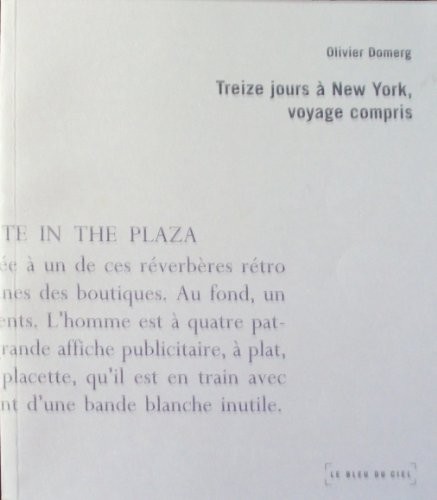 Olivier Domerg
Treize jours à New York,
voyage compris
TE IN THE PLAZA
ée à un de ces réverbères rétro
nes des boutiques. Au fond, un
ents. L'homme est à quatre pat-
rande affiche publicitaire, à plat,
placette, qu'il est en train avec
nt d'une bande blanche inutile.
[LE BLEU DU CIEL]